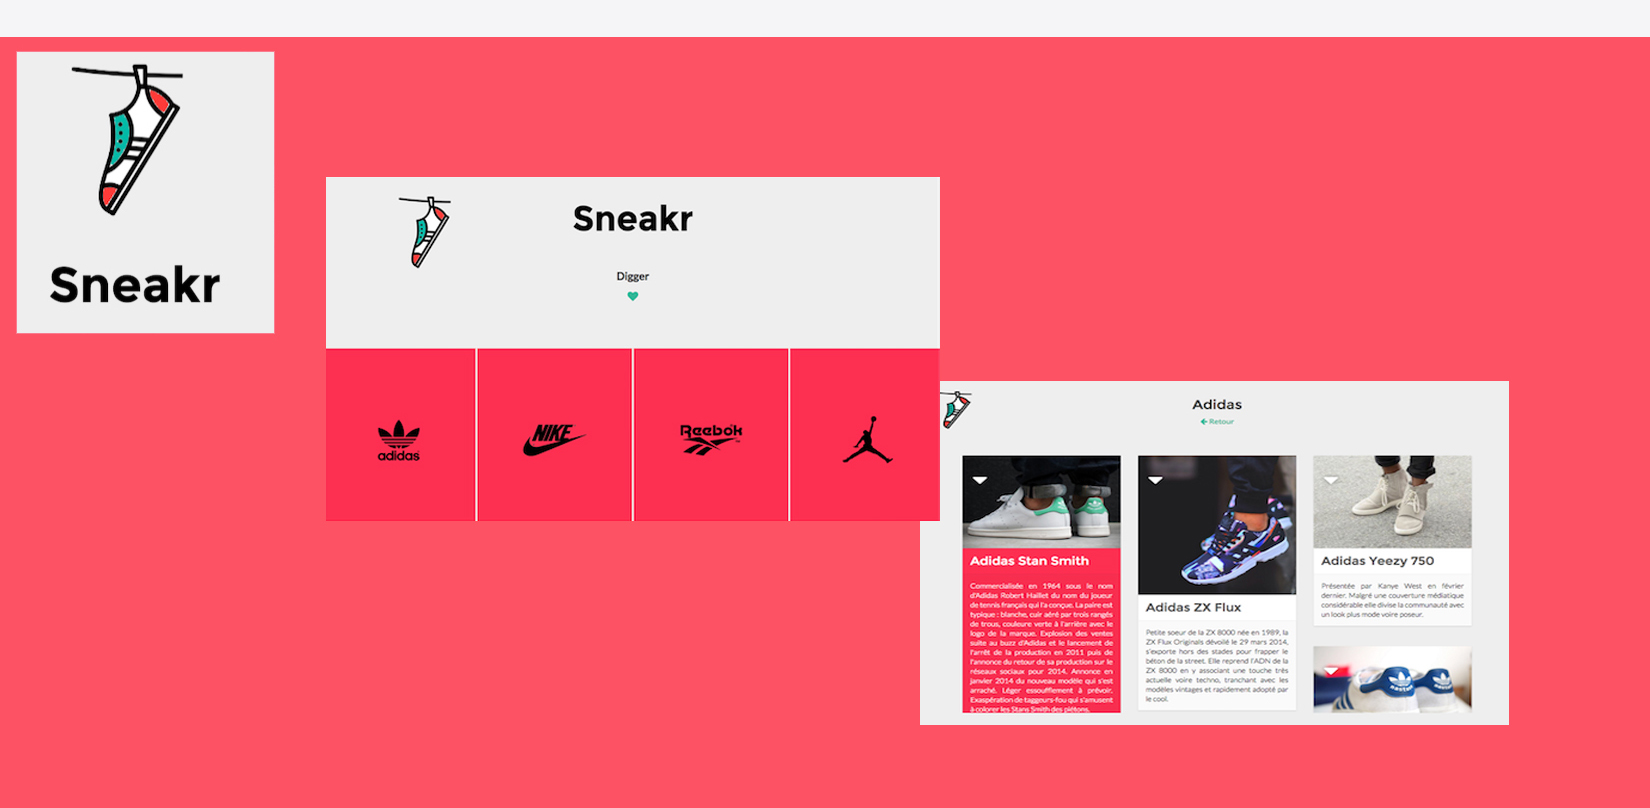 Sneakr
Sneakr
Digger
adidas
NIKE
Reebok
Adidas
Retour
Adidas Stan Smith
Commercialisée en 1964 sous le nom
d'Adidas Robert Haillet du nom du joueur
de tennis français qui l'a conçue. La paire est
typique : blanche, cuir aéré par trois rangés
de trous, couleure verte à l'arrière avec le
logo de la marque. Explosion des ventes
suite au buzz d'Adidas et le lancement de
l'arrêt de la production en 2011 puis de
l'annonce du retour de sa production sur le
réseaux sociaux pour 2014. Annonce en
janvier 2014 du nouveau modèle qui s'est
arraché. Léger essoufflement à prévoir.
Exaspération de taggeurs-fou qui s'amusent
à colorer les Stans Smith des piétons.
Adidas ZX Flux
Petite soeur de la ZX 8000 née en 1989, la
ZX Flux Originals dévoilé le 29 mars 2014,
s'exporte hors des stades pour frapper le
béton de la street. Elle reprend l'ADN de la
ZX 8000 en y associant une touche très
actuelle voire techno, tranchant avec les
modèles vintages et rapidement adopté par
le cool.
Adidas Yeezy 750
Présentée par Kanye West en février
dernier. Malgré une couverture médiatique
considérable elle divise la communauté avec
un look plus mode voire poseur.